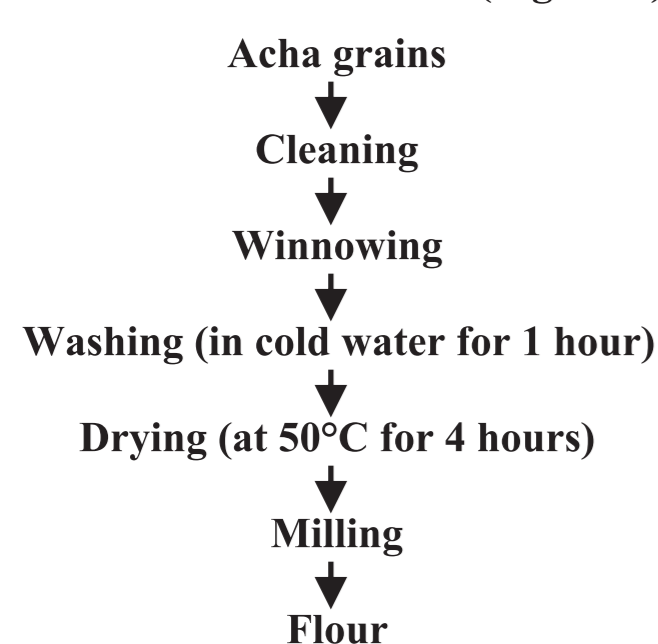 Acha grains
Cleaning
Winnowing
Washing (in cold water for 1 hour)
Drying (at 50°C for 4 hours)
Milling
Flour